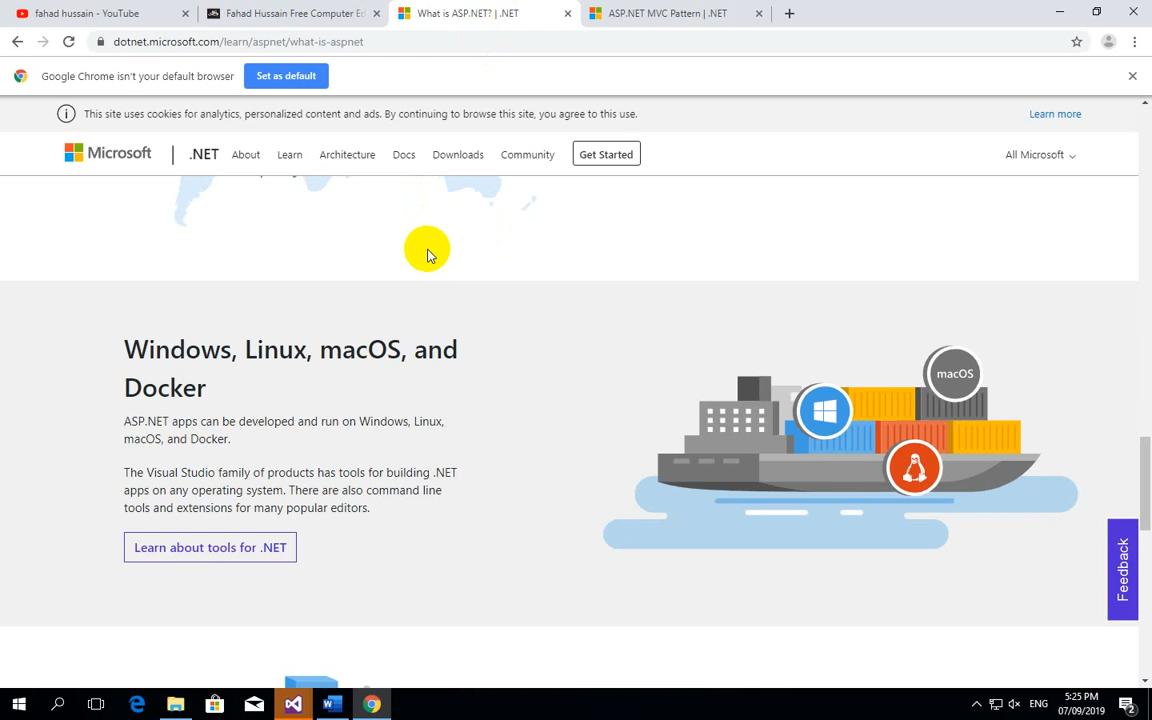 fahad hussain - YouTube
Fahad Hussain Free Computer Ed
What is ASP.NET? | .NET
ASP.NET MVC Pattern | .NET
dotnet.microsoft.com/learn/aspnet/what-is-aspnet
Google Chrome isn't your default browser
Set as default
This site uses cookies for analytics, personalized content and ads. By continuing to browse this site, you agree to this use.
Learn more
Microsoft
.NET
About
Learn
Architecture
Docs
Downloads
Community
Get Started
All Microsoft
Windows, Linux, macOS, and
Docker
ASP.NET apps can be developed and run on Windows, Linux,
macOS, and Docker.
The Visual Studio family of products has tools for building .NET
apps on any operating system. There are also command line
tools and extensions for many popular editors.
Learn about tools for .NET
macOS
Feedback
ENG
5:25 PM
07/09/2019
2